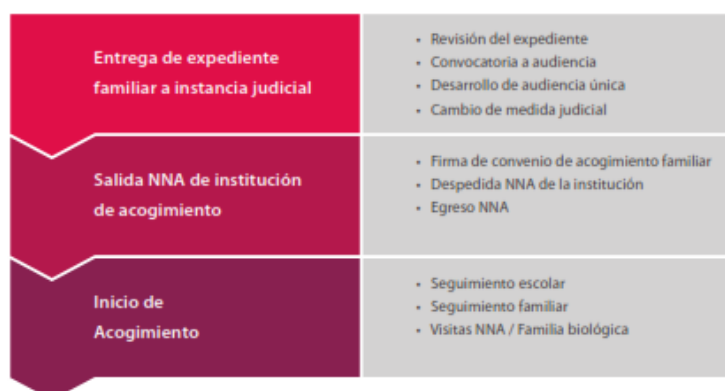 Entrega de expediente
familiar a instancia judicial
• Revisión del expediente
• Convocatoria a audiencia
• Desarrollo de audiencia única
• Cambio de medida judicial
Salida NNA de institución
de acogimiento
• Firma de convenio de acogimiento familiar
• Despedida NNA de la institución
• Egreso NNA
Inicio de
Acogimiento
• Seguimiento escolar
• Seguimiento familiar
• Visitas NNA / Familia biológica